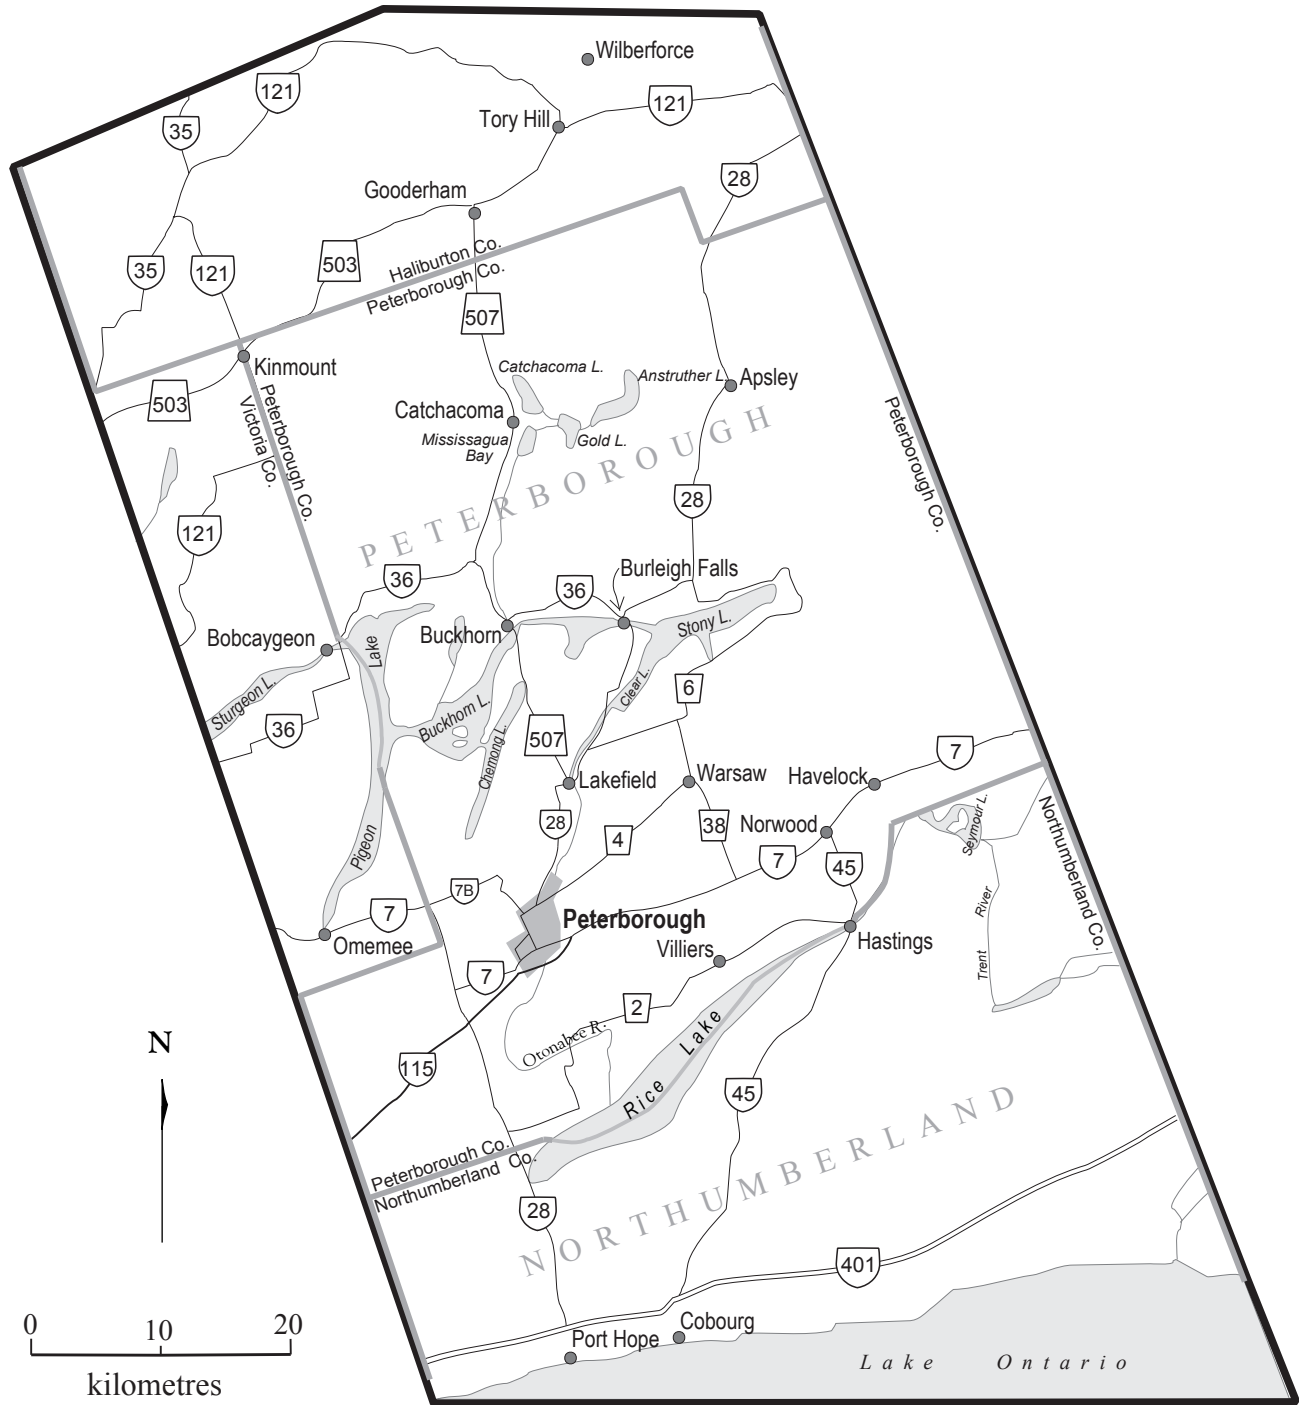 Wilberforce
121
121
35
Tory Hill
28
Gooderham
35
121
503
Haliburton Co.
Peterborough Co.
507
Kinmount
Catchacoma L.
Anstruther L.
Apsley
503
Peterborough Co.
Victoria Co.
Catchacoma
Mississagua
Bay
Gold L.
Peterborough Co.
PETERBOROUGH
28
121
36
36
Burleigh Falls
Bobcaygeon
Buckhorn
Stony L.
Lake
Pigeon
Sturgeon L.
Clear L.
6
Buckhorn L.
36
507
Chemong L.
7
Lakefield
Warsaw
Havelock
28
4
38
Norwood
Seymour L.
Northumberland Co.
7
45
7B
7
Peterborough
River
Trent
Omemee
Villiers
Hastings
7
2
Otonabee R.
Rice Lake
N
115
45
Peterborough Co.
Northumberland Co.
28
NORTHUMBERLAND
401
0 10 20
kilometres
Port Hope
Cobourg
Lake Ontario